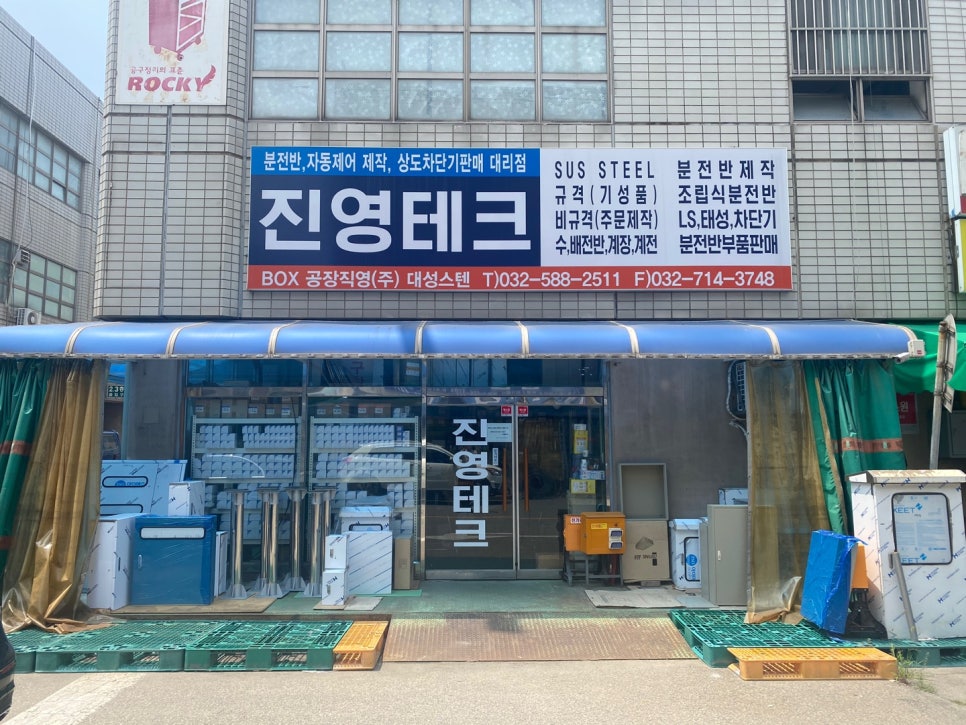 공구정리의 표준
ROCKY
분전반,자동제어 제작, 상도차단기판매 대리점
진영테크
SUS STEEL
규격(기성품)
비규격(주문제작)
수,배전반,계장,계전
분전반제작
조립식분전반
LS,태성,차단기
분전반부품판매
BOX 공장직영(주) 대성스텐 T)032-588-2511 F)032-714-3748
진영테크
KEET